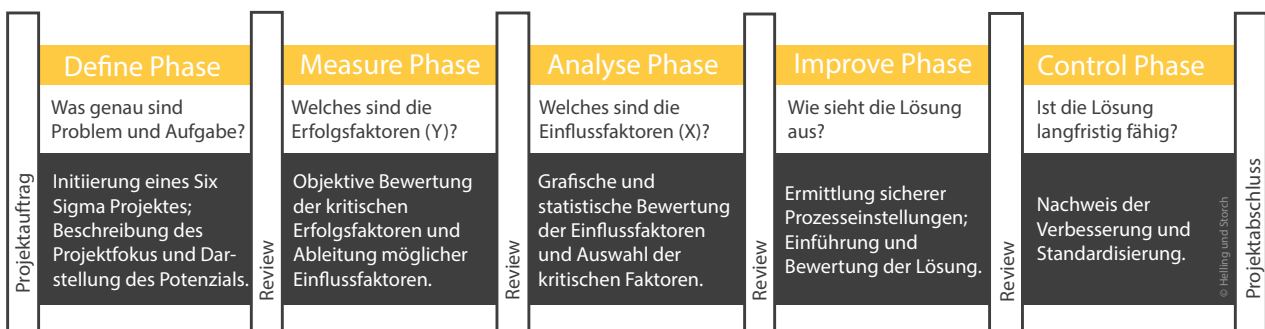 Projektauftrag
Define Phase
Was genau sind
Problem und Aufgabe?
Initiierung eines Six
Sigma Projektes;
Beschreibung des
Projektfokus und Dar-
stellung des Potenzials.
Review
Measure Phase
Welches sind die
Erfolgsfaktoren (Y)?
Objektive Bewertung
der kritischen
Erfolgsfaktoren und
Ableitung möglicher
Einflussfaktoren.
Review
Analyse Phase
Welches sind die
Einflussfaktoren (X)?
Grafische und
statistische Bewertung
der Einflussfaktoren
und Auswahl der
kritischen Faktoren.
Review
Improve Phase
Wie sieht die Lösung
aus?
Ermittlung sicherer
Prozesseinstellungen;
Einführung und
Bewertung der Lösung.
Review
Control Phase
Ist die Lösung
langfristig fähig?
Nachweis der
Verbesserung und
Standardisierung.
© Helling und Storch
Projektabschluss